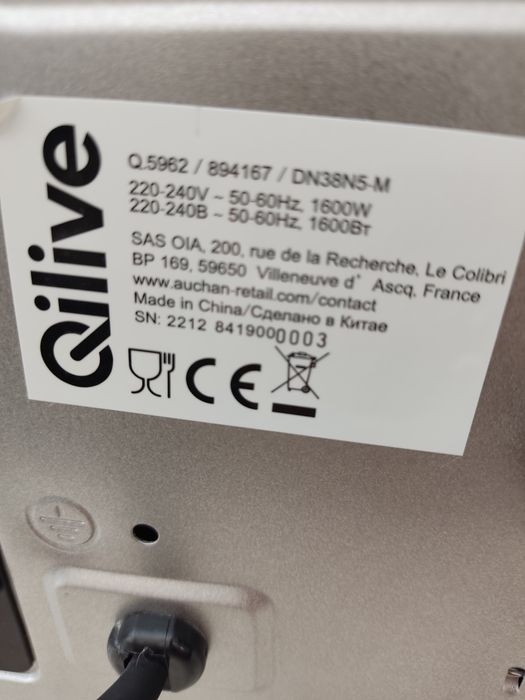 Qilive
Q.5962 / 894167 / DN38N5-M
220-240V ~ 50-60Hz, 1600W
220-240В ~ 50-60Hz, 1600Вт
SAS OIA, 200, rue de la Recherche, Le Colibri
BP 169, 59650 Villeneuve d' Ascq, France
www.auchan-retail.com/contact
Made in China/Сделано в Китае
SN: 2212 8419000003
CE